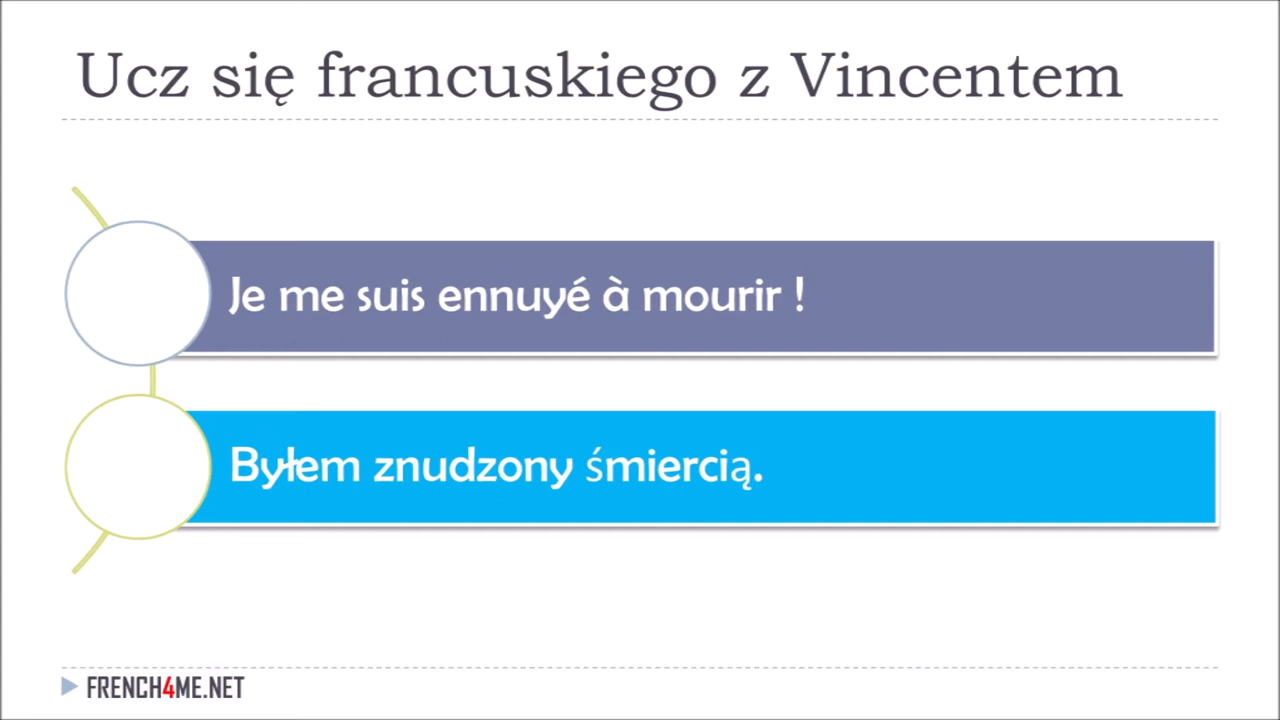 Ucz się francuskiego z Vincentem
Je me suis ennuyé à mourir !
Byłem znudzony śmiercią.
FRENCH4ME.NET